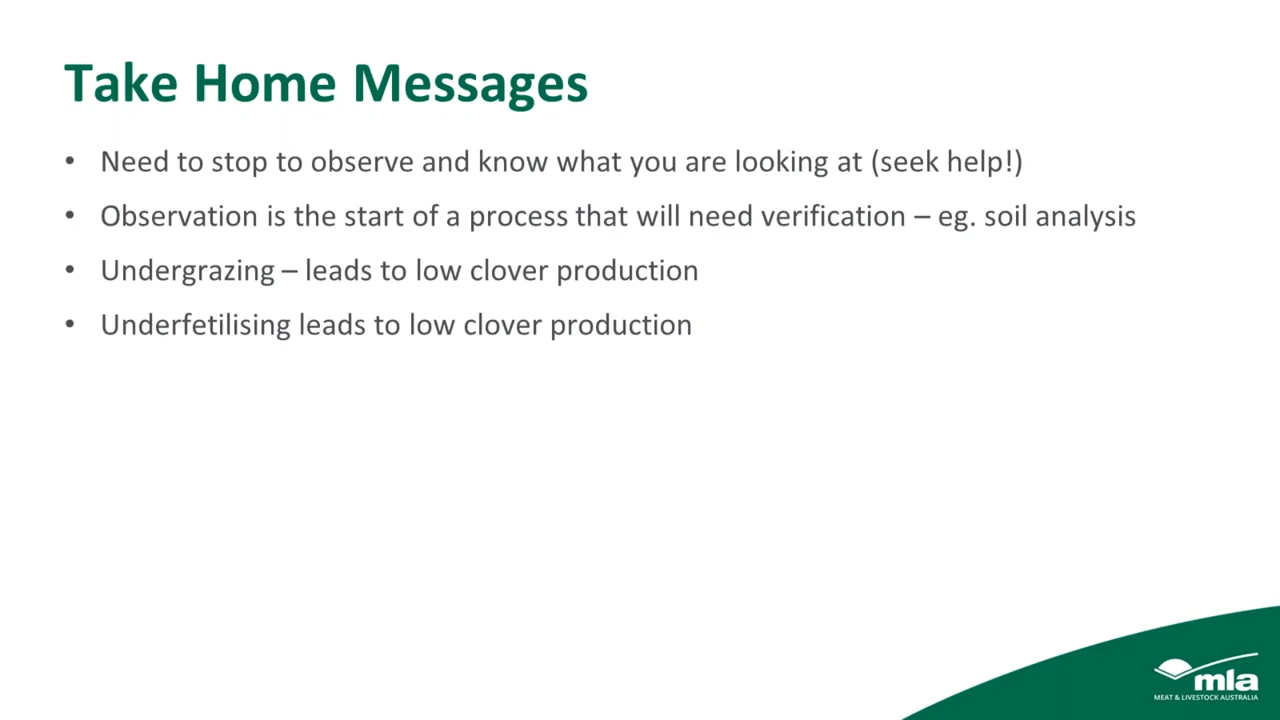 Take Home Messages
• Need to stop to observe and know what you are looking at (seek help!)
• Observation is the start of a process that will need verification – eg. soil analysis
• Undergrazing – leads to low clover production
• Underfetilising leads to low clover production
mla
MEAT & LIVESTOCK AUSTRALIA